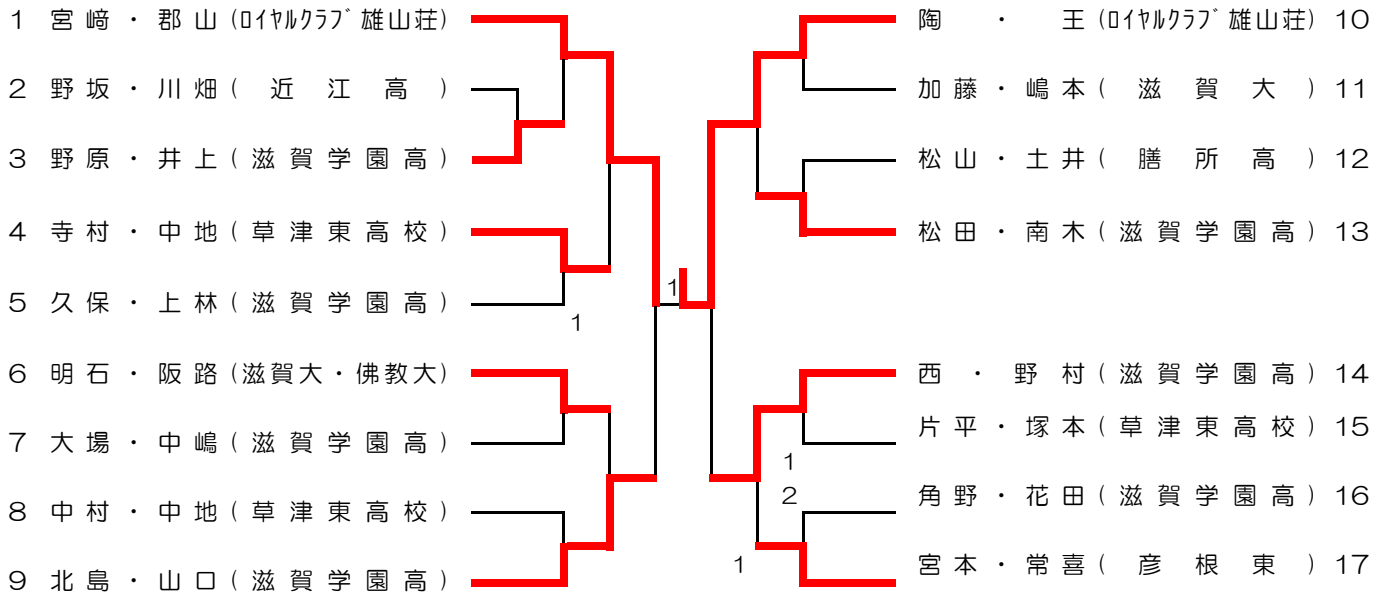 1 宮﨑・郡山(ﾛｲﾔﾙｸﾗﾌﾞ雄山荘)
2 野坂・川畑(近江高)
3 野原・井上(滋賀学園高)
4 寺村・中地(草津東高校)
5 久保・上林(滋賀学園高)
1
6 明石・阪路(滋賀大・佛教大)
7 大場・中嶋(滋賀学園高)
8 中村・中地(草津東高校)
9 北島・山口(滋賀学園高)
1
陶・王(ﾛｲﾔﾙｸﾗﾌﾞ雄山荘) 10
加藤・嶋本(滋賀大) 11
松山・土井(膳所高) 12
松田・南木(滋賀学園高) 13
西・野村(滋賀学園高) 14
片平・塚本(草津東高校) 15
1
2
角野・花田(滋賀学園高) 16
1
宮本・常喜(彦根東) 17